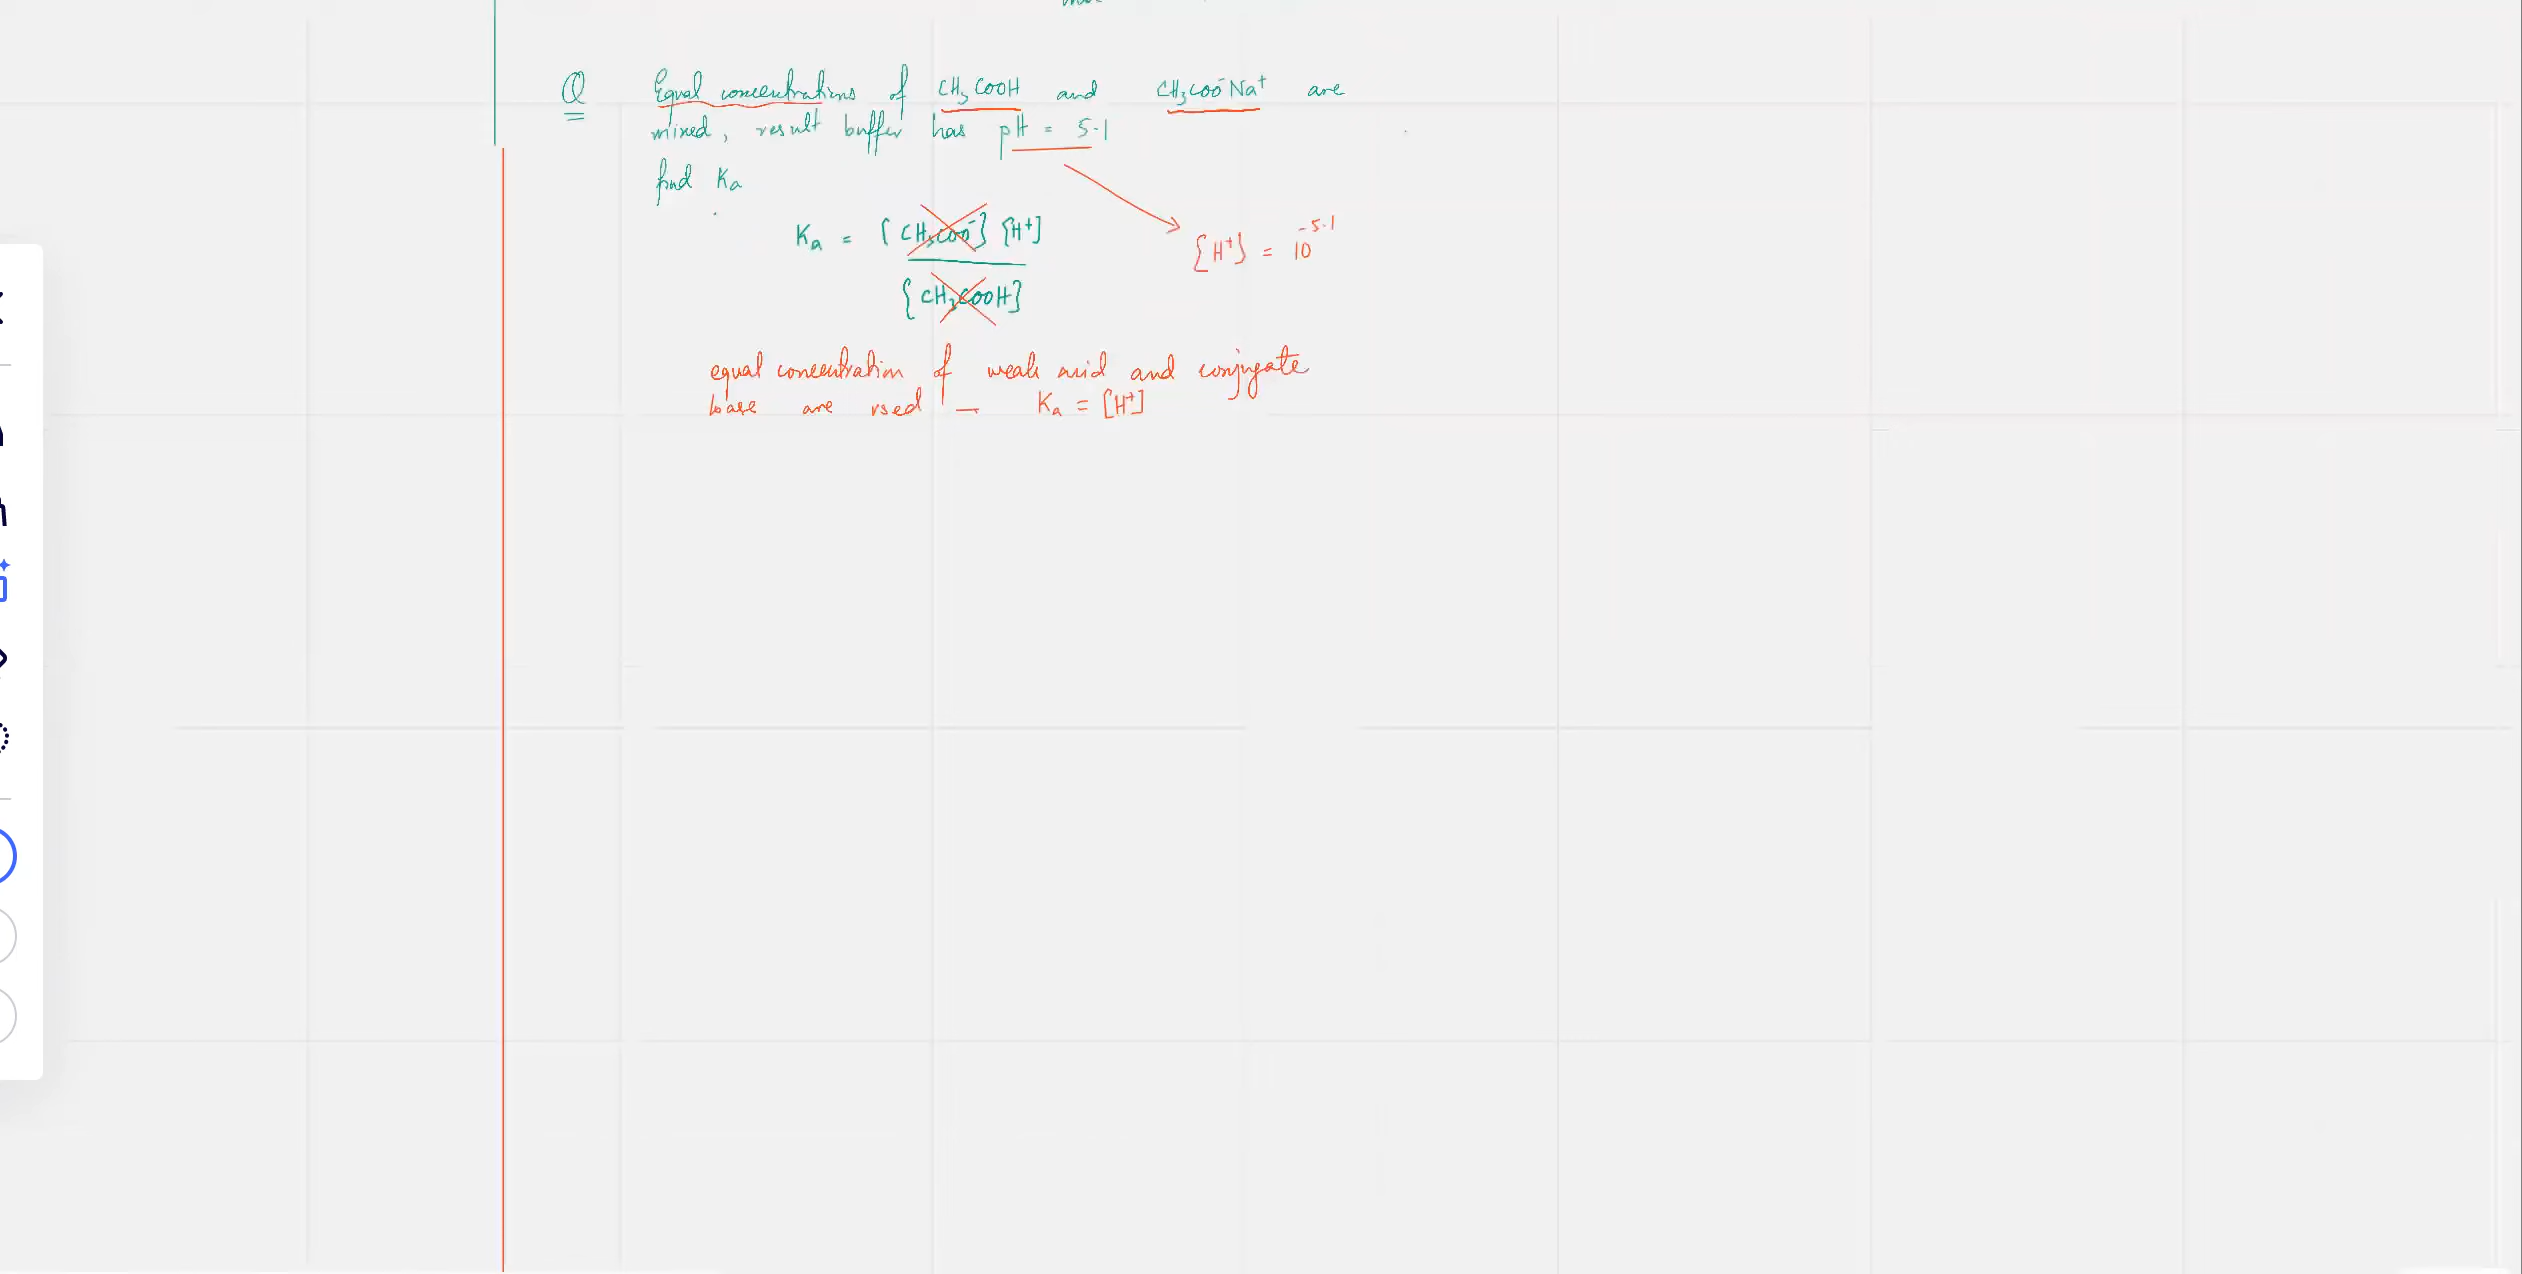 Q Equal concentrations of CH₃COOH and CH₃COO⁻Na⁺ are
mixed, result buffer has pH = 5.1
find Ka
Ka = [CH₃COO⁻] [H⁺]
[CH₃COOH]
[H⁺] = 10^-5.1
equal concentration of weak acid and conjugate
base are used → Ka = [H⁺]